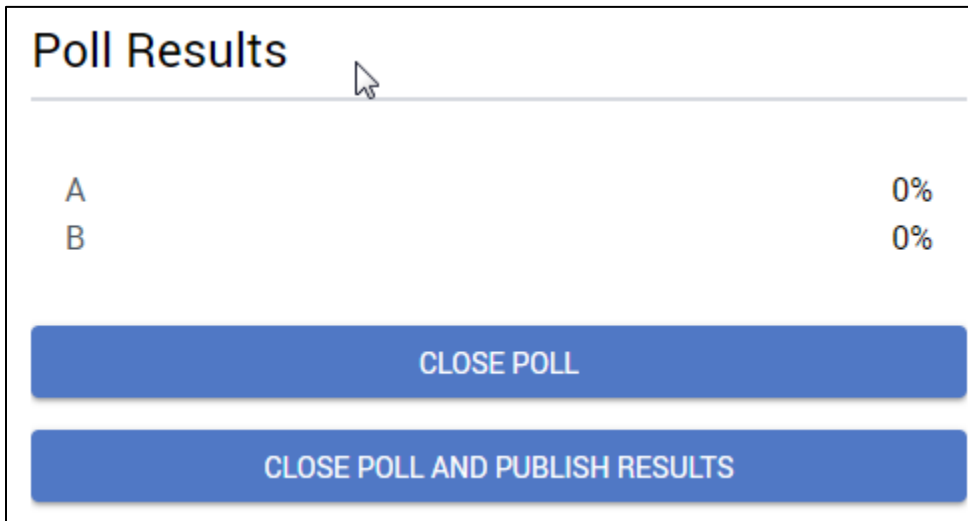 Poll Results
A 0%
B 0%
CLOSE POLL
CLOSE POLL AND PUBLISH RESULTS